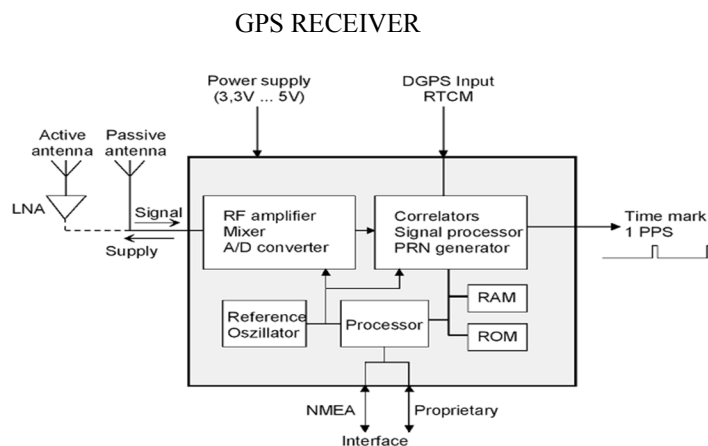 GPS RECEIVER
Power supply
(3,3V ... 5V)
DGPS Input
RTCM
Active
antenna
Passive
antenna
LNA
Signal
Supply
RF amplifier
Mixer
A/D converter
Correlators
Signal processor
PRN generator
Time mark
1 PPS
RAM
ROM
Reference
Oszillator
Processor
NMEA
Proprietary
Interface